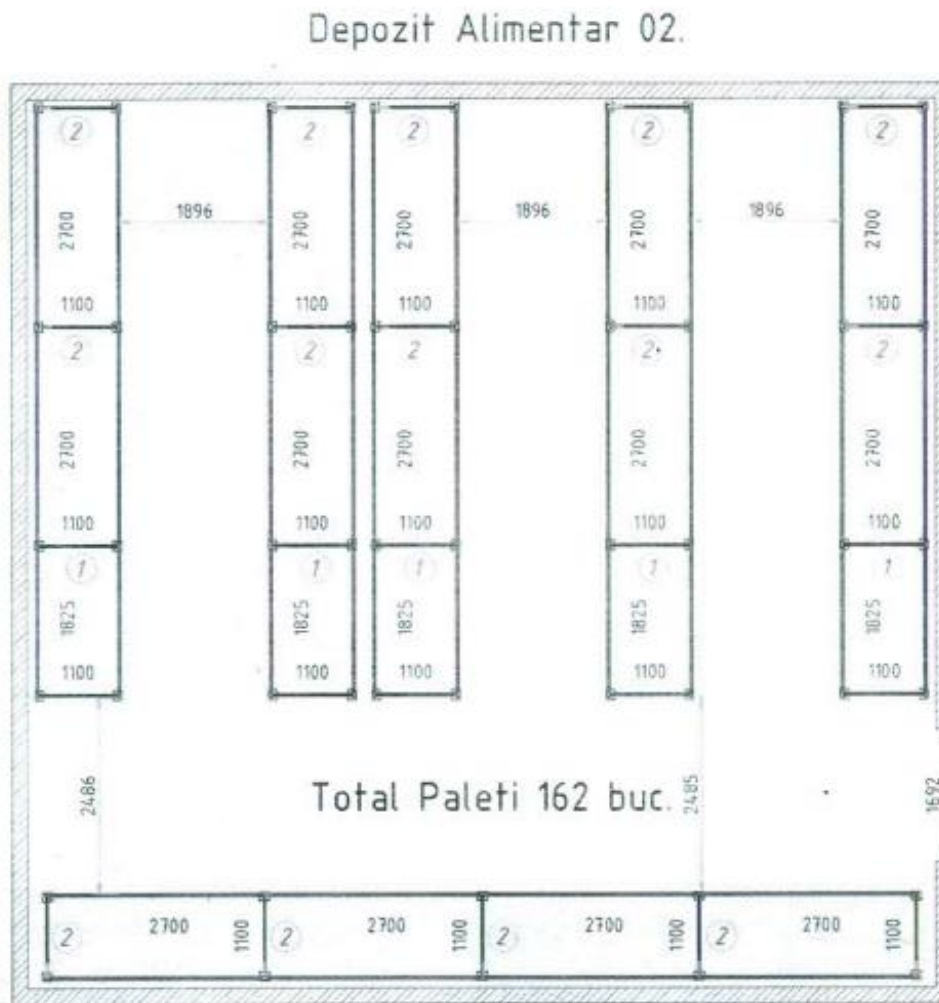 Depozit Alimentar 02.
2 2 2 2 2
1896 1896 1896
2700 2700 2700 2700 2700
1100 1100 1100 1100 1100
2 2 2 2 2
2700 2700 2700 2700 2700
1100 1100 1100 1100 1100
1 1 1 1 1
1825 1825 1825 1825 1825
1100 1100 1100 1100 1100
2486 Total Paleti 162 buc. 2485 1692
2 2700 1100 2 2700 1100 2 2700 1100 2 2700 1100